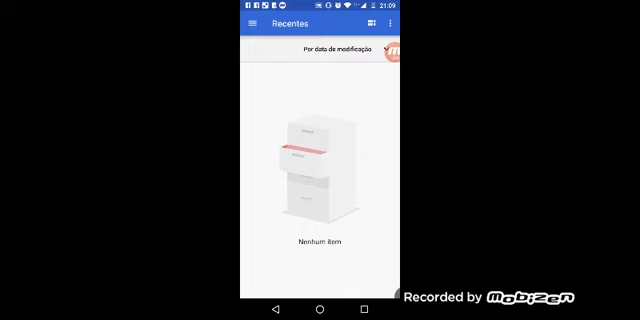 21:09
Recentes
Por data de modificação
Nenhum item
Recorded by mobizen